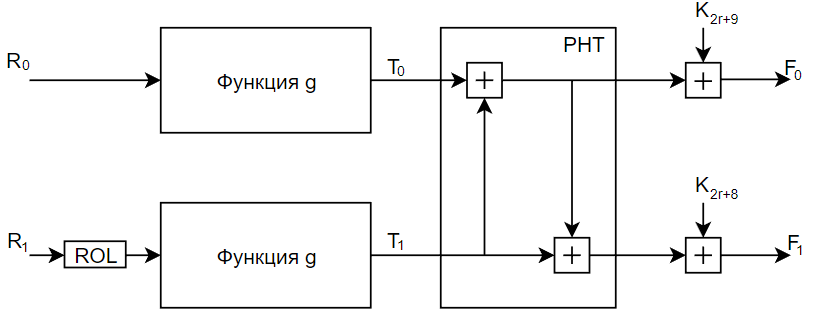 K2r+9
PHT
R0
Функция g
T0
+
+
F0
K2r+8
R1
ROL
Функция g
T1
+
+
F1